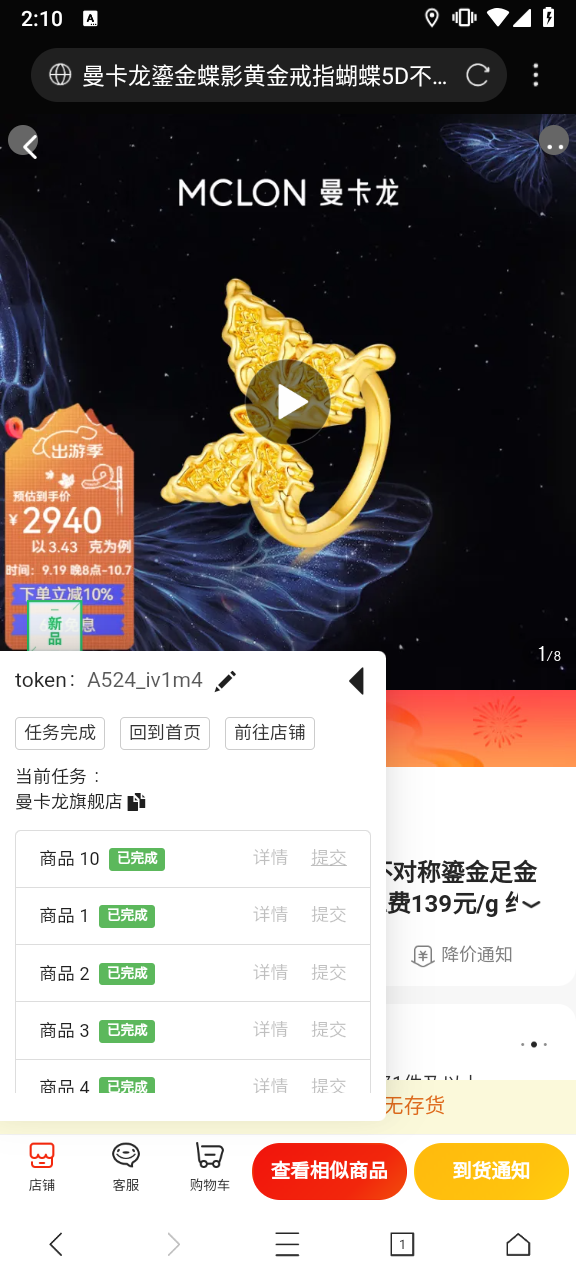 2:10
A
曼卡龙鎏金蝶影黄金戒指蝴蝶5D不...
MCLON 曼卡龙
出游季
预估到手价
¥2940
以 3.43 克为例
时间：9.19 晚8点-10.7
下单立减10%
新
品
1/8
token： A524_iv1m4
任务完成 回到首页 前往店铺
当前任务：
曼卡龙旗舰店
商品 10 已完成 详情 提交
商品 1 已完成 详情 提交
商品 2 已完成 详情 提交
商品 3 已完成 详情 提交
商品 4 已完成 详情 提交
不对称鎏金足金
费139元/g 约
降价通知
无存货
店铺
客服
购物车
查看相似商品
到货通知
1